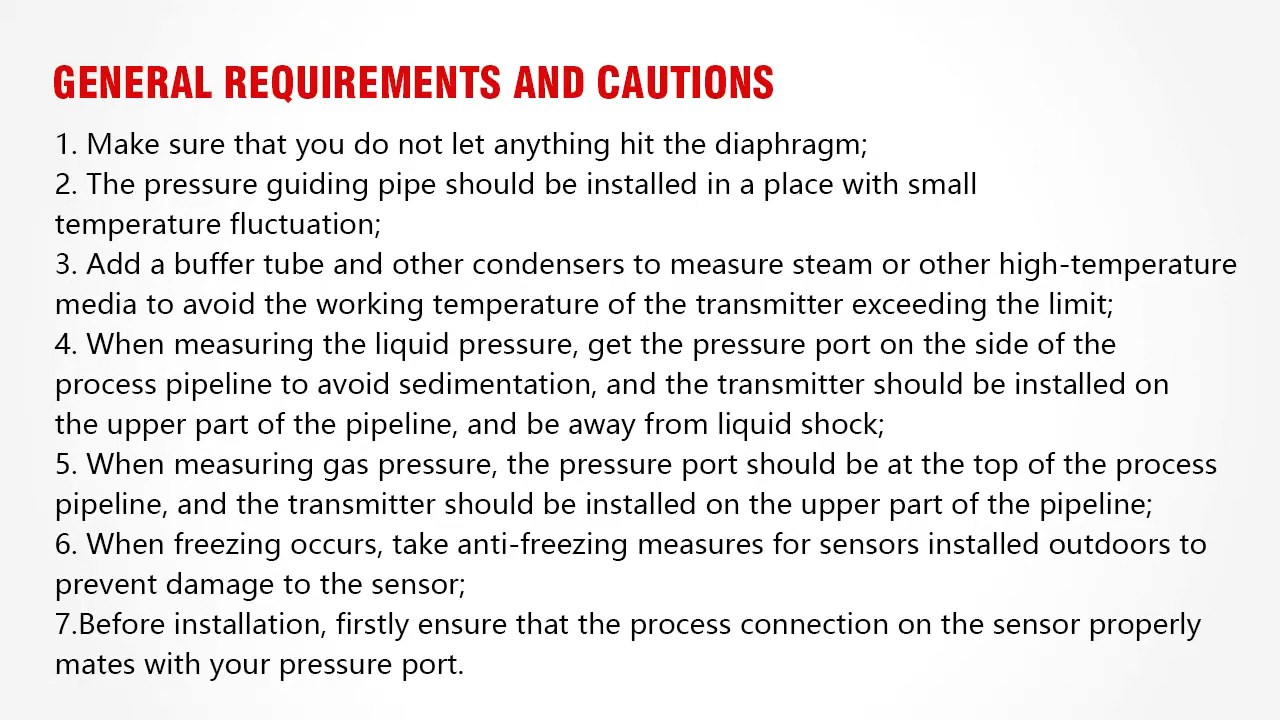 GENERAL REQUIREMENTS AND CAUTIONS
1. Make sure that you do not let anything hit the diaphragm;
2. The pressure guiding pipe should be installed in a place with small
temperature fluctuation;
3. Add a buffer tube and other condensers to measure steam or other high-temperature
media to avoid the working temperature of the transmitter exceeding the limit;
4. When measuring the liquid pressure, get the pressure port on the side of the
process pipeline to avoid sedimentation, and the transmitter should be installed on
the upper part of the pipeline, and be away from liquid shock;
5. When measuring gas pressure, the pressure port should be at the top of the process
pipeline, and the transmitter should be installed on the upper part of the pipeline;
6. When freezing occurs, take anti-freezing measures for sensors installed outdoors to
prevent damage to the sensor;
7.Before installation, firstly ensure that the process connection on the sensor properly
mates with your pressure port.